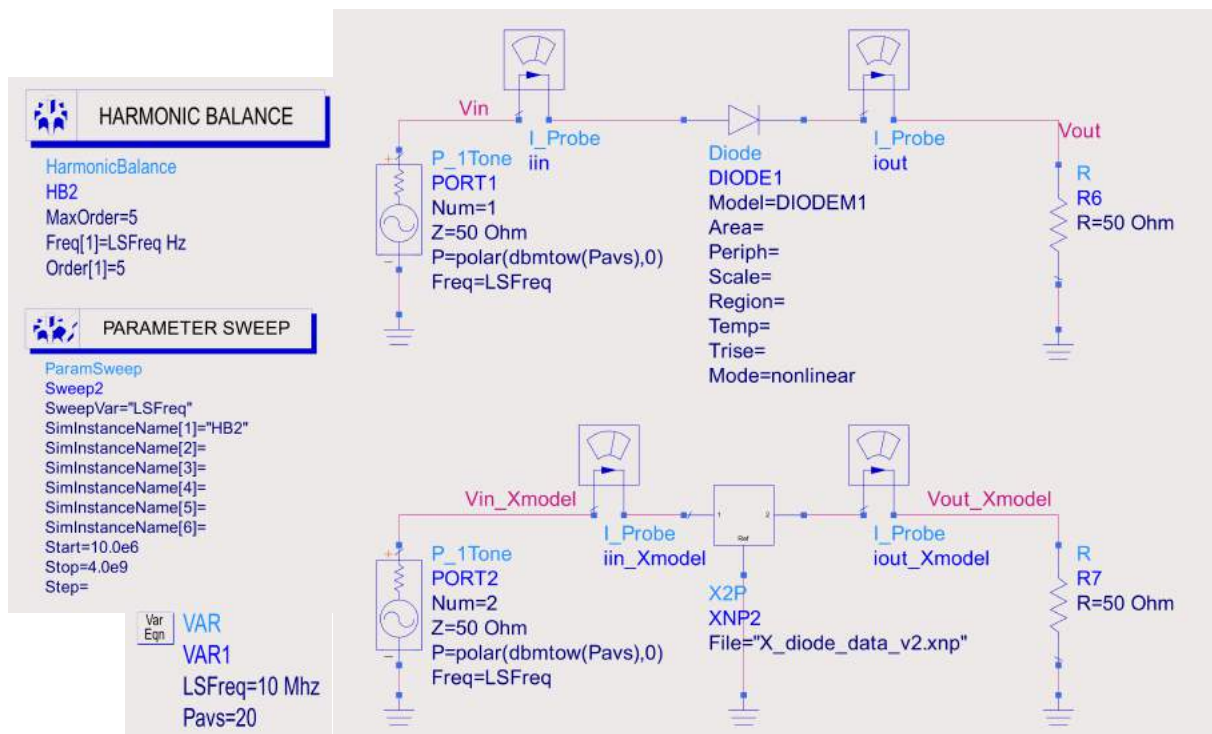 HARMONIC BALANCE
HarmonicBalance
HB2
MaxOrder=5
Freq[1]=LSFreq Hz
Order[1]=5
PARAMETER SWEEP
ParamSweep
Sweep2
SweepVar="LSFreq"
SimInstanceName[1]="HB2"
SimInstanceName[2]=
SimInstanceName[3]=
SimInstanceName[4]=
SimInstanceName[5]=
SimInstanceName[6]=
Start=10.0e6
Stop=4.0e9
Step=
Var
Eqn
VAR
VAR1
LSFreq=10 Mhz
Pavs=20
Vin
I_Probe
iin
+
P_1Tone
PORT1
Num=1
Z=50 Ohm
P=polar(dbmtow(Pavs),0)
Freq=LSFreq
−
Diode
DIODE1
Model=DIODEM1
Area=
Periph=
Scale=
Region=
Temp=
Trise=
Mode=nonlinear
I_Probe
iout
Vout
R
R6
R=50 Ohm
Vin_Xmodel
I_Probe
iin_Xmodel
+
P_1Tone
PORT2
Num=2
Z=50 Ohm
P=polar(dbmtow(Pavs),0)
Freq=LSFreq
−
1
2
Ref
X2P
XNP2
File="X_diode_data_v2.xnp"
I_Probe
iout_Xmodel
Vout_Xmodel
R
R7
R=50 Ohm